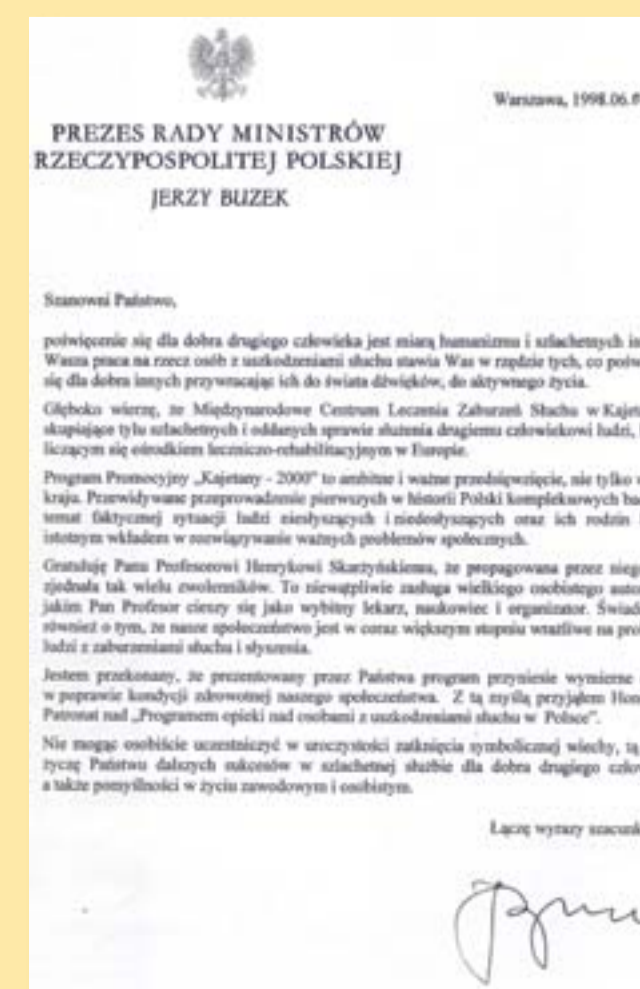 Warszawa, 1998.06.
PREZES RADY MINISTRÓW
RZECZYPOSPOLITEJ POLSKIEJ
JERZY BUZEK
Szanowni Państwo,
poświęcenie się dla dobra drugiego człowieka jest miarą humanizmu i szlachetnych
Wasza praca na rzecz osób z uszkodzeniami słuchu stawia Was w rzędzie tych, co
się dla dobra innych przywracając ich do świata dźwięków, do aktywnego życia.
Głęboko wierzę, że Międzynarodowe Centrum Leczenia Zaburzeń Słuchu w Kajet
skupiające tylu szlachetnych i oddanych sprawie służenia drugiemu człowiekowi ludzi,
liczącym się ośrodkiem leczniczo-rehabilitacyjnym w Europie.
Program Promocyjny „Kajetany - 2000" to ambitne i ważne przedsięwzięcie, nie tylko
kraju. Przewidywane przeprowadzenie pierwszych w historii Polski kompleksowych
temat faktycznej sytuacji ludzi niesłyszących i niedosłyszących oraz ich rodzin
istotnym wkładem w rozwiązywanie ważnych problemów społecznych.
Gratuluję Panu Profesorowi Henrykowi Skarżyńskiemu, że propagowana przez niego
zjednała tak wielu zwolenników. To niewątpliwie zasługa wielkiego osobistego auto
jakim Pan Profesor cieszy się jako wybitny lekarz, naukowiec i organizator. Świad
również o tym, że nasze społeczeństwo jest w coraz większym stopniu wrażliwe na pro
ludzi z zaburzeniami słuchu i słyszenia.
Jestem przekonany, że prezentowany przez Państwa program przyniesie wymierne
w poprawie kondycji zdrowotnej naszego społeczeństwa. Z tą myślą przyjąłem Hon
Patronat nad „Programem opieki nad osobami z uszkodzeniami słuchu w Polsce".
Nie mogąc osobiście uczestniczyć w uroczystości zatknięcia symbolicznej wiechy, tą
życzę Państwu dalszych sukcesów w szlachetnej służbie dla dobra drugiego człow
a także pomyślności w życiu zawodowym i osobistym.
Łączę wyrazy szacunk